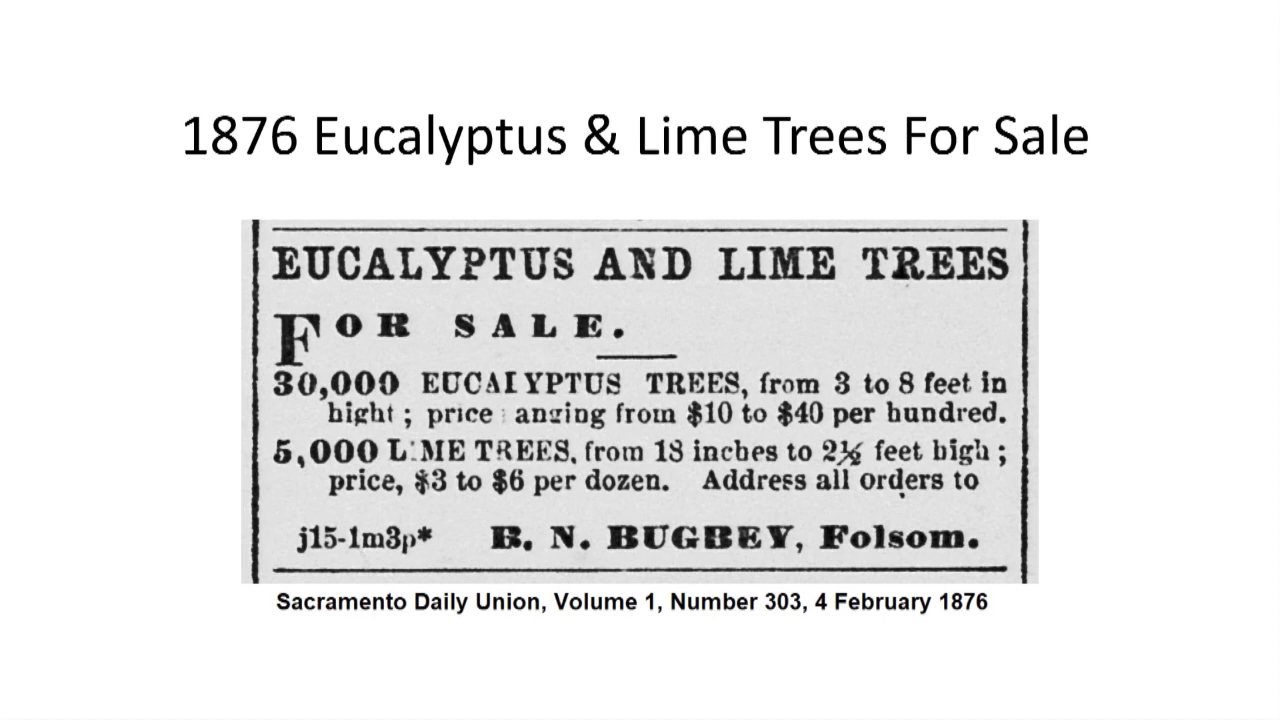 1876 Eucalyptus & Lime Trees For Sale
EUCALYPTUS AND LIME TREES
FOR SALE.
30,000 EUCALYPTUS TREES, from 3 to 8 feet in
hight; price anging from $10 to $40 per hundred.
5,000 LIME TREES, from 18 inches to 2½ feet high;
price, $3 to $6 per dozen. Address all orders to
j15-1m3p* B. N. BUGBEY, Folsom.
Sacramento Daily Union, Volume 1, Number 303, 4 February 1876